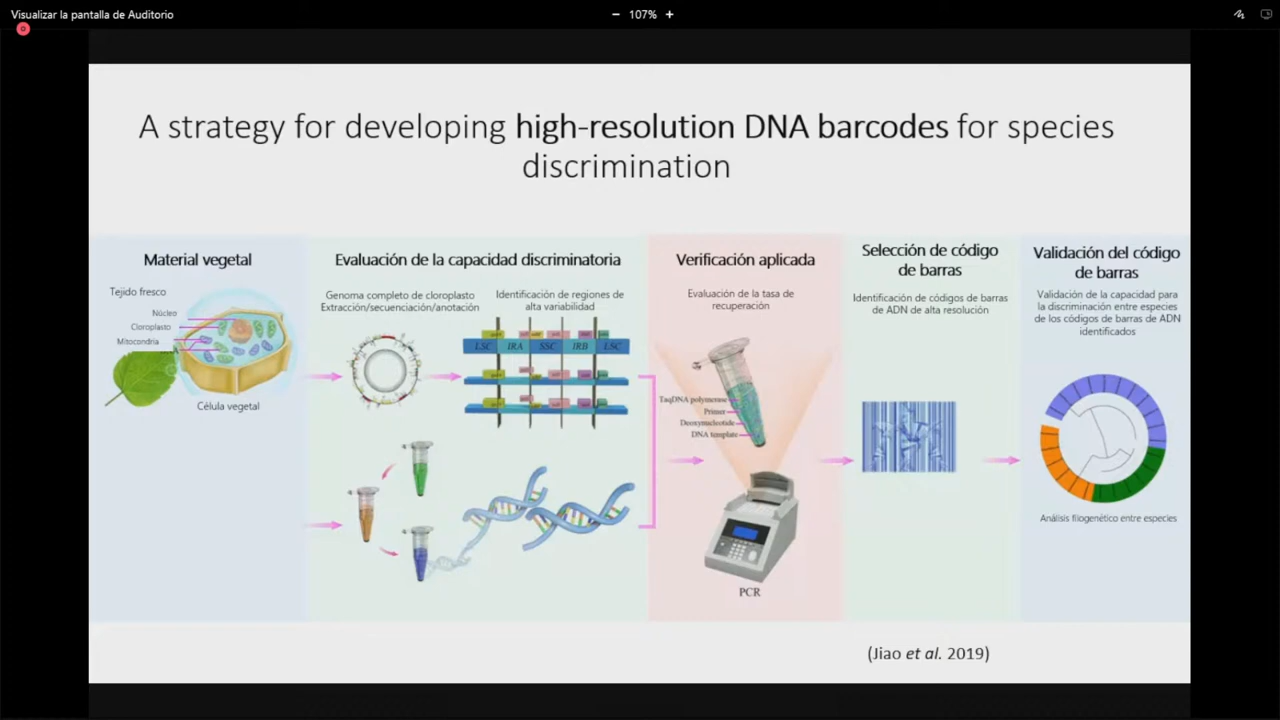 Visualizar la pantalla de Auditorio
− 107% +
A strategy for developing high-resolution DNA barcodes for species
discrimination
Material vegetal
Tejido fresco
Núcleo
Cloroplasto
Mitocondria
Célula vegetal
Evaluación de la capacidad discriminatoria
Genoma completo de cloroplasto
Extracción/secuenciación/anotación
Identificación de regiones de
alta variabilidad
LSC IRA SSC IRB LSC
Verificación aplicada
Evaluación de la tasa de
recuperación
TaqDNA polymerase
Primer
Deoxynucleotide
DNA template
PCR
Selección de código
de barras
Identificación de códigos de barras
de ADN de alta resolución
Validación del código
de barras
Validación de la capacidad para
la discriminación entre especies
de los códigos de barras de ADN
identificados
Análisis filogenético entre especies
(Jiao et al. 2019)